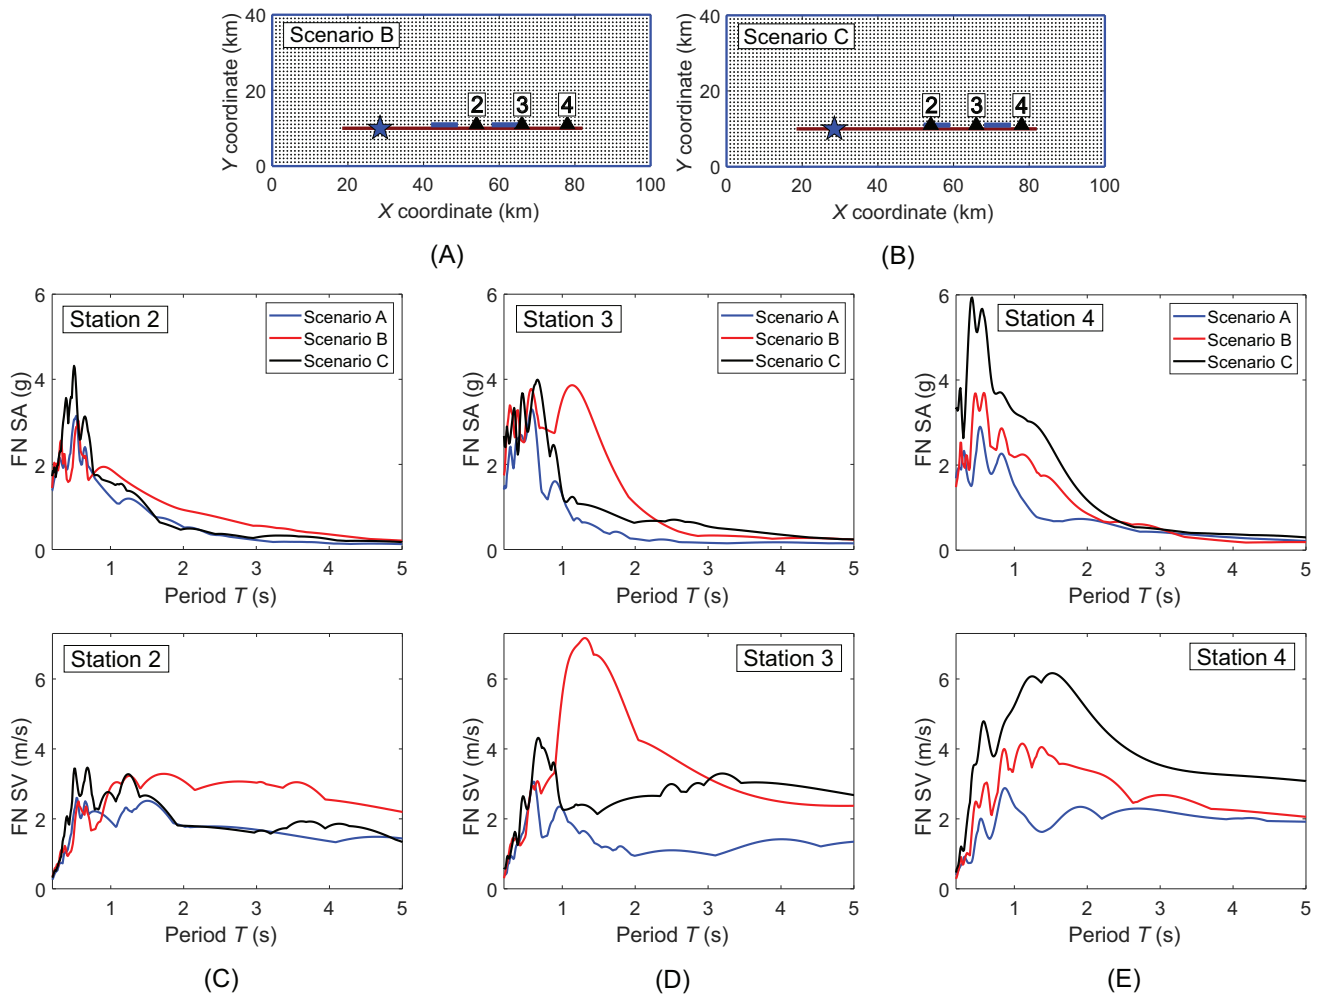 Scenario B
Y coordinate (km)
40
20
0
2 3 4
0 20 40 60 80 100
X coordinate (km)
(A)
Scenario C
Y coordinate (km)
40
20
0
2 3 4
0 20 40 60 80 100
X coordinate (km)
(B)
Station 2
Scenario A
Scenario B
Scenario C
FN SA (g)
6
4
2
0
1 2 3 4 5
Period T (s)
Station 3
Scenario A
Scenario B
Scenario C
FN SA (g)
6
4
2
0
1 2 3 4 5
Period T (s)
Station 4
Scenario A
Scenario B
Scenario C
FN SA (g)
6
4
2
0
1 2 3 4 5
Period T (s)
Station 2
FN SV (m/s)
6
4
2
0
1 2 3 4 5
Period T (s)
(C)
Station 3
FN SV (m/s)
6
4
2
0
1 2 3 4 5
Period T (s)
(D)
Station 4
FN SV (m/s)
6
4
2
0
1 2 3 4 5
Period T (s)
(E)